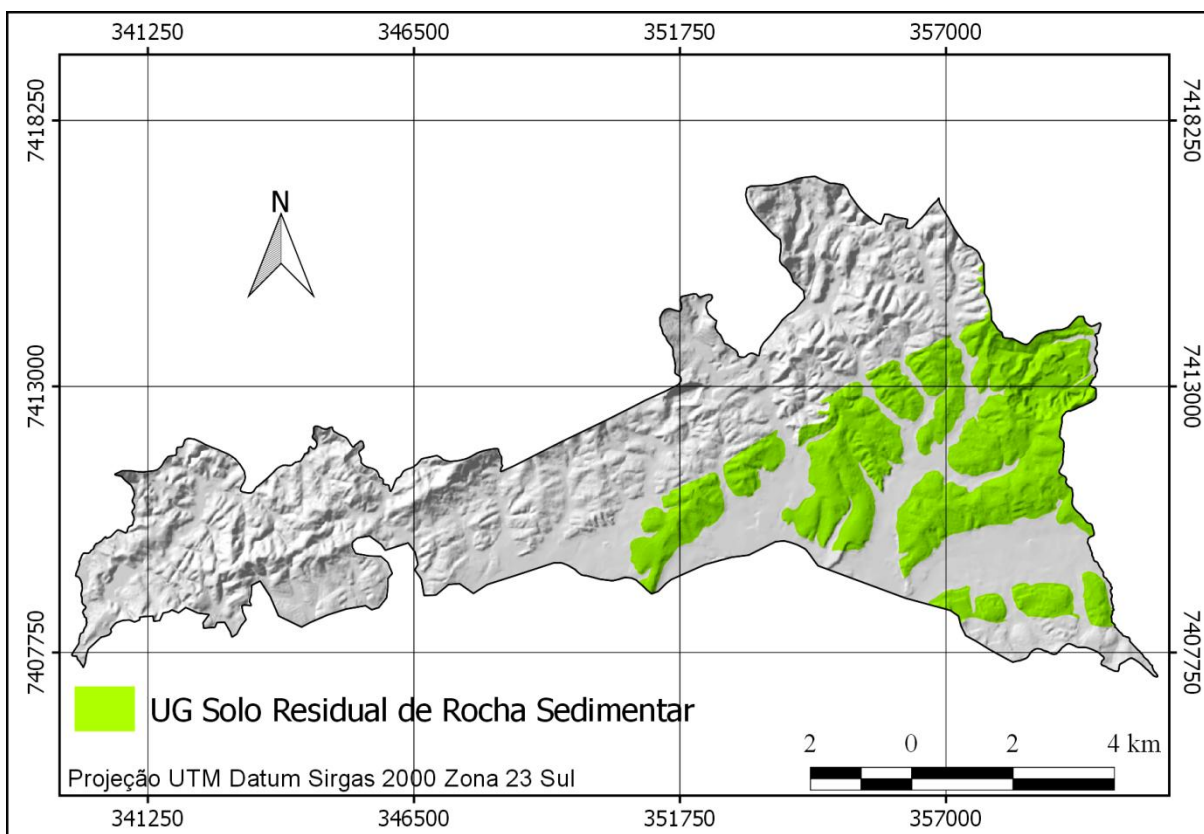 341250 346500 351750 357000
7418250 7418250
N
7413000 7413000
7407750 7407750
UG Solo Residual de Rocha Sedimentar
2 0 2 4 km
Projeção UTM Datum Sirgas 2000 Zona 23 Sul
341250 346500 351750 357000